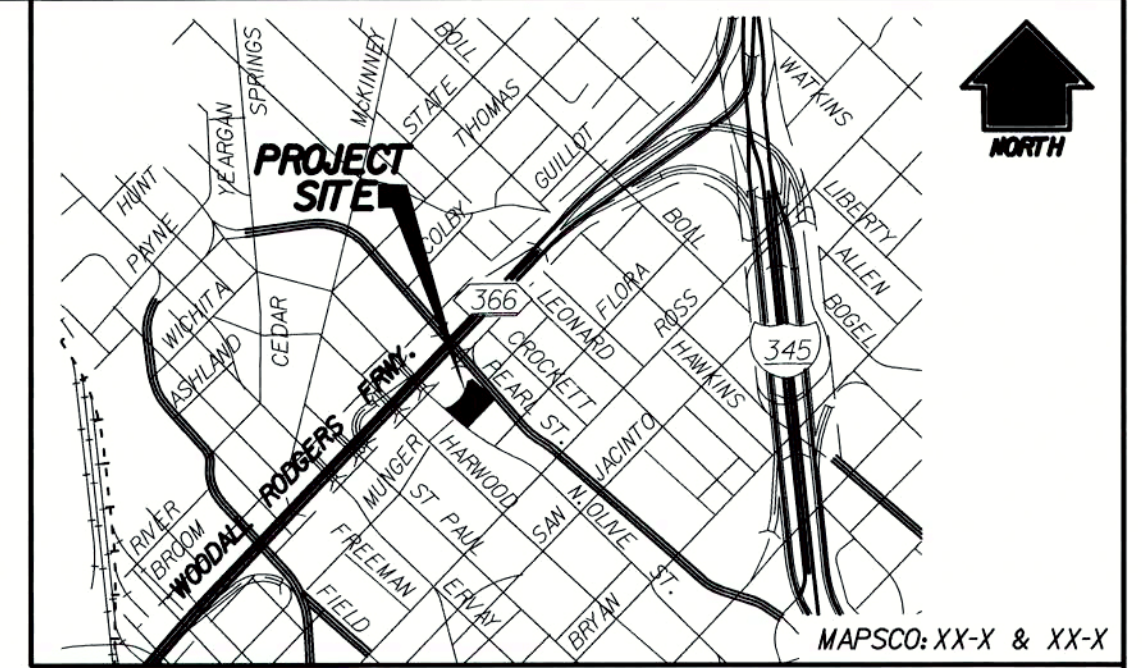 BOLL
SPRINGS
McKINNEY
WATKINS
STATE
THOMAS
YEARGAN
NORTH
PROJECT
SITE
GUILLOT
HUNT
LIBERTY
BOLL
COLBY
PAYNE
ALLEN
FLORA
366
LEONARD
WICHITA
ROSS
BOGEL
CEDAR
CROCKETT
345
HAWKINS
ASHLAND
PEARL ST.
WOODALL RODGERS FRWY.
JACINTO
MUNGER
HARWOOD
ST PAUL
N. OLIVE ST.
SAN
RIVER
BROOM
FREEMAN
FIELD
ERVAY
BRYAN
MAPSCO: XX-X & XX-X